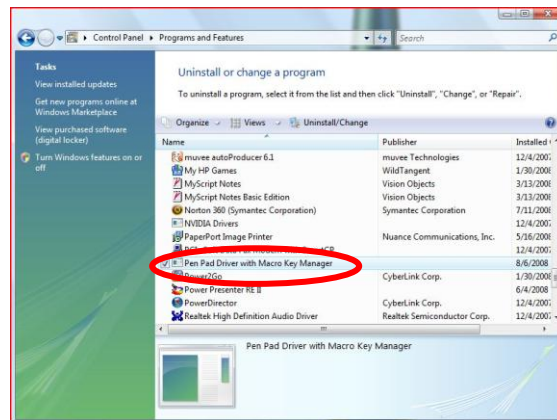 Control Panel ▸ Programs and Features
Search
Tasks
View installed updates
Get new programs online at
Windows Marketplace
View purchased software
(digital locker)
Turn Windows features on or
off
Uninstall or change a program
To uninstall a program, select it from the list and then click "Uninstall", "Change", or "Repair".
Organize Views Uninstall/Change
Name Publisher Installed
muvee autoProducer 6.1 muvee Technologies 12/4/2007
My HP Games WildTangent 1/30/2008
MyScript Notes Vision Objects 3/13/2008
MyScript Notes Basic Edition Vision Objects 3/13/2008
Norton 360 (Symantec Corporation) Symantec Corporation 7/11/2008
NVIDIA Drivers 12/4/2007
PaperPort Image Printer Nuance Communications, Inc. 5/16/2008
12/4/2007
Pen Pad Driver with Macro Key Manager 8/6/2008
Power2Go CyberLink Corp. 1/30/2008
Power Presenter RE II 6/4/2008
PowerDirector CyberLink Corp. 12/4/2007
Realtek High Definition Audio Driver Realtek Semiconductor Corp. 12/4/2007
Pen Pad Driver with Macro Key Manager